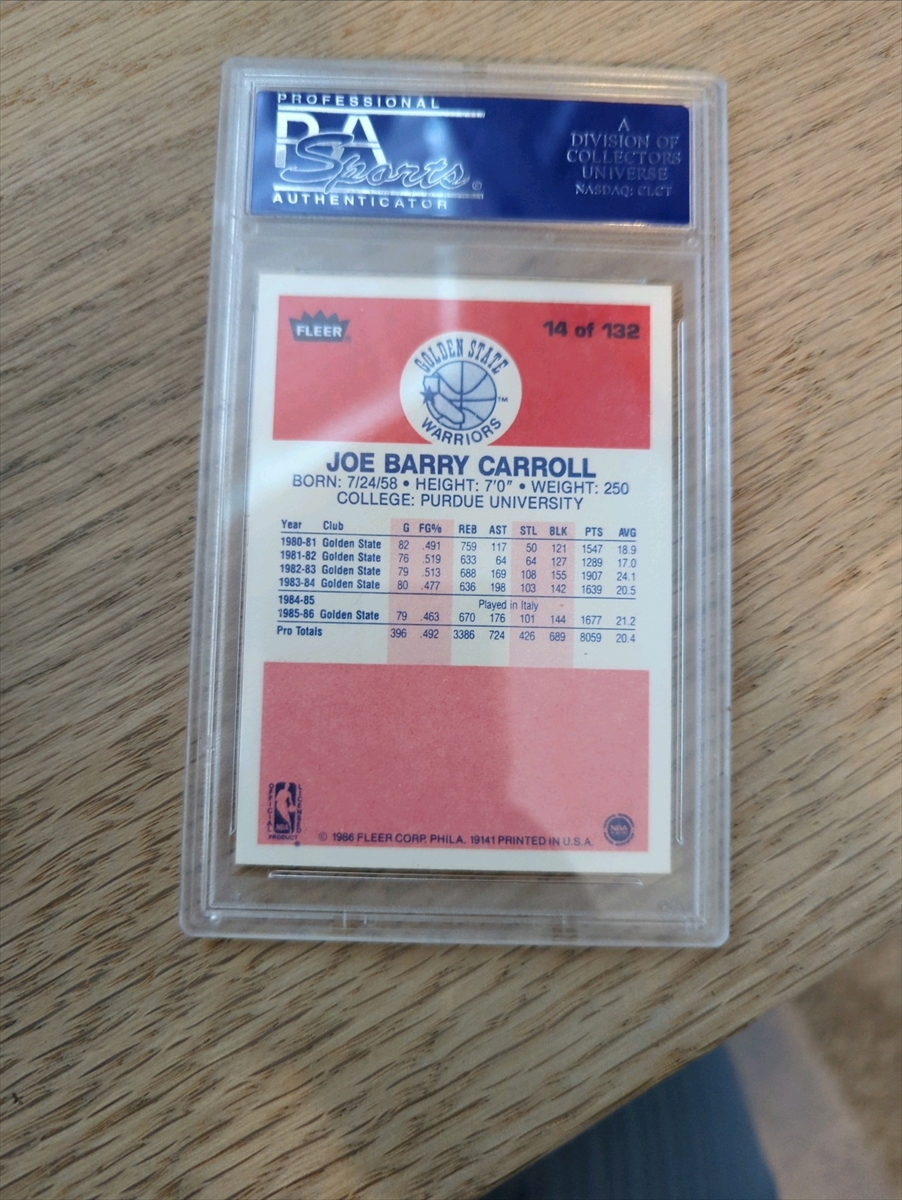 PROFESSIONAL
PSA
Sports®
AUTHENTICATOR
A
DIVISION OF
COLLECTORS
UNIVERSE
NASDAQ: CLCT
FLEER
14 of 132
GOLDEN STATE
WARRIORS
TM
JOE BARRY CARROLL
BORN: 7/24/58 • HEIGHT: 7'0" • WEIGHT: 250
COLLEGE: PURDUE UNIVERSITY
Year Club G FG% REB AST STL BLK PTS AVG
1980-81 Golden State 82 .491 759 117 50 121 1547 18.9
1981-82 Golden State 76 .519 633 64 64 127 1289 17.0
1982-83 Golden State 79 .513 688 169 108 155 1907 24.1
1983-84 Golden State 80 .477 636 198 103 142 1639 20.5
1984-85 Played in Italy
1985-86 Golden State 79 .463 670 176 101 144 1677 21.2
Pro Totals 396 .492 3386 724 426 689 8059 20.4
OFFICIAL
LICENSED
NBA
PRODUCT
© 1986 FLEER CORP. PHILA. 19141 PRINTED IN U.S.A.
NBA